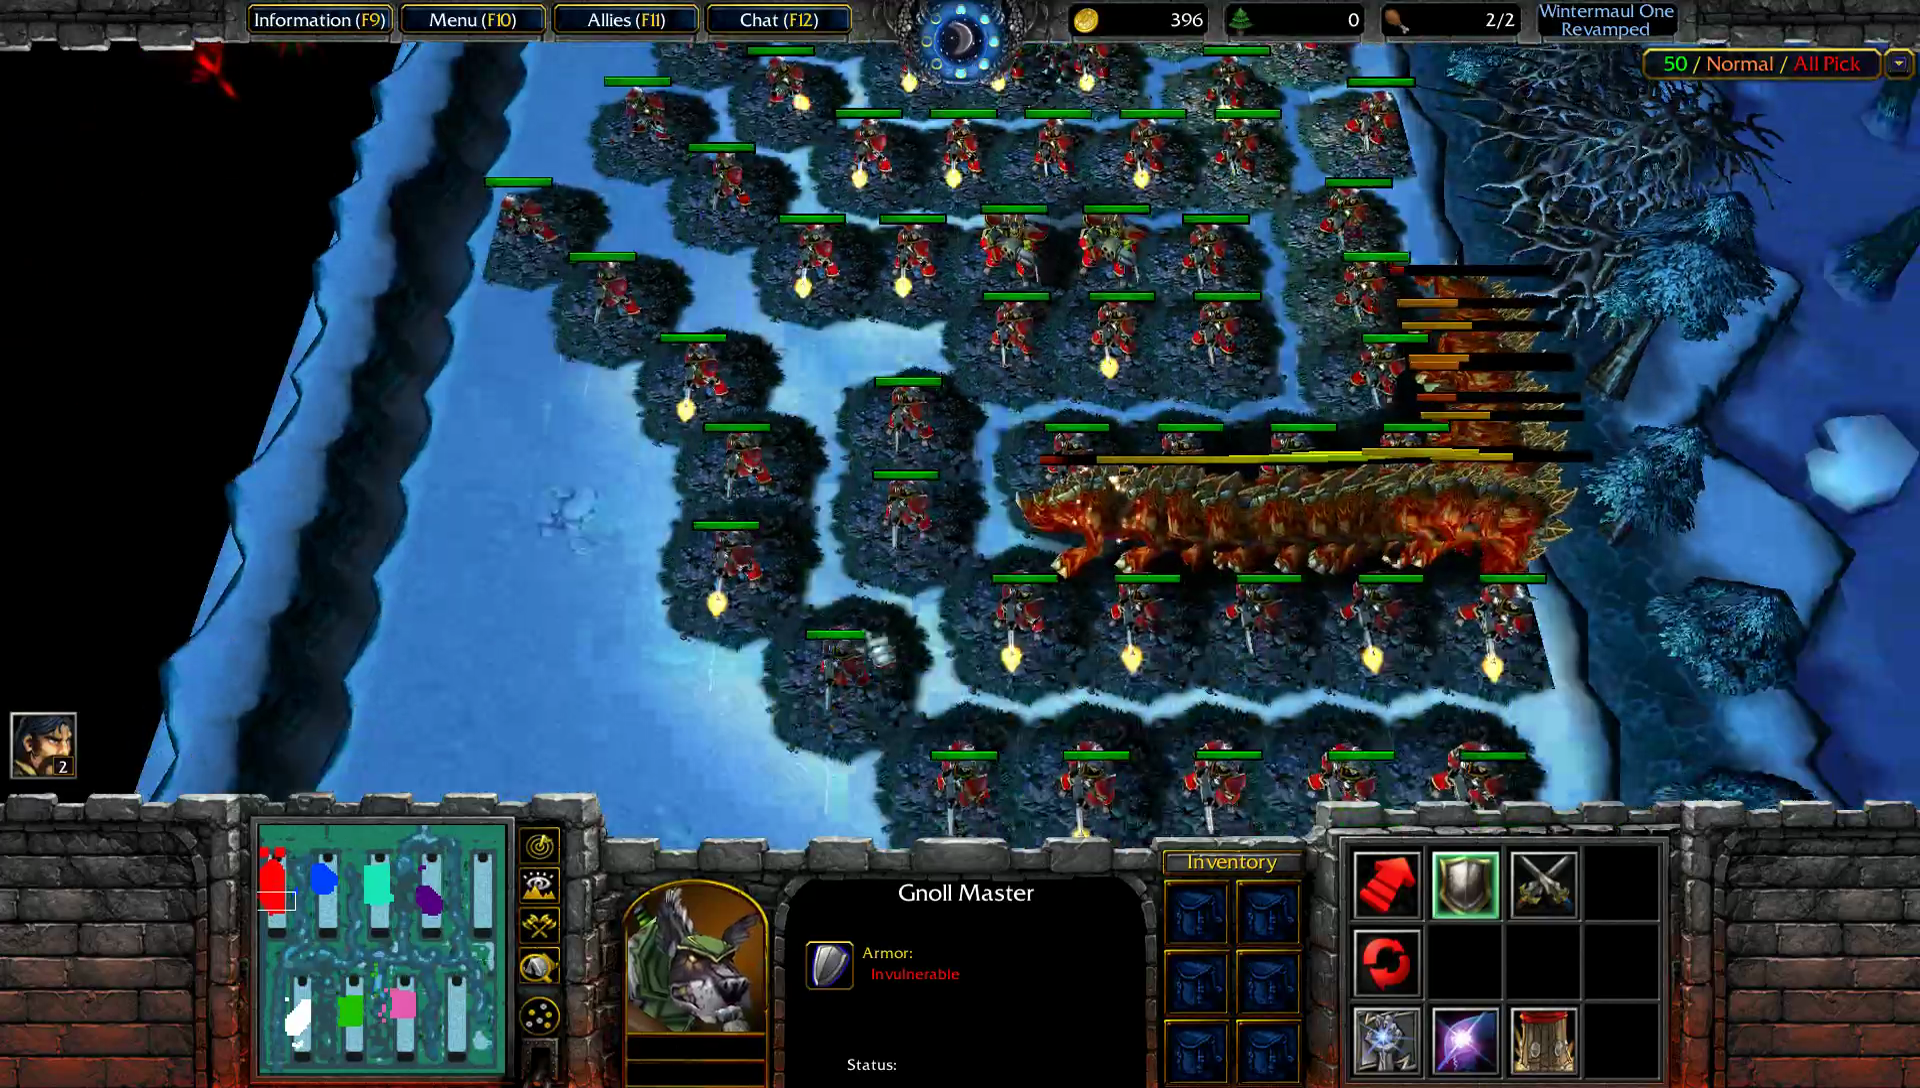 Information (F9)
Menu (F10)
Allies (F11)
Chat (F12)
396
0
2/2
Wintermaul One
Revamped
50 / Normal / All Pick
2
Gnoll Master
Armor:
Invulnerable
Status:
Inventory